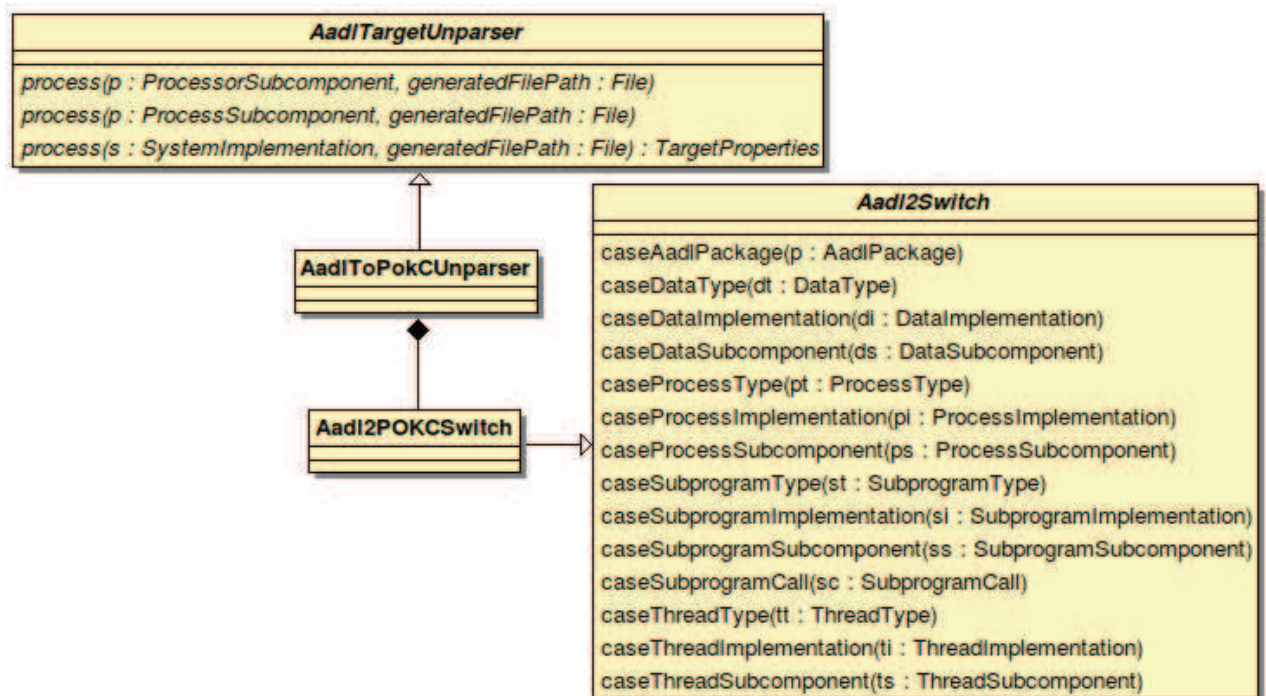 AadlTargetUnparser
process(p : ProcessorSubcomponent, generatedFilePath : File)
process(p : ProcessSubcomponent, generatedFilePath : File)
process(s : SystemImplementation, generatedFilePath : File) : TargetProperties
AadlToPokCUnparser
Aadl2POKCSwitch
Aadl2Switch
caseAadlPackage(p : AadlPackage)
caseDataType(dt : DataType)
caseDataImplementation(di : DataImplementation)
caseDataSubcomponent(ds : DataSubcomponent)
caseProcessType(pt : ProcessType)
caseProcessImplementation(pi : ProcessImplementation)
caseProcessSubcomponent(ps : ProcessSubcomponent)
caseSubprogramType(st : SubprogramType)
caseSubprogramImplementation(si : SubprogramImplementation)
caseSubprogramSubcomponent(ss : SubprogramSubcomponent)
caseSubprogramCall(sc : SubprogramCall)
caseThreadType(tt : ThreadType)
caseThreadImplementation(ti : ThreadImplementation)
caseThreadSubcomponent(ts : ThreadSubcomponent)